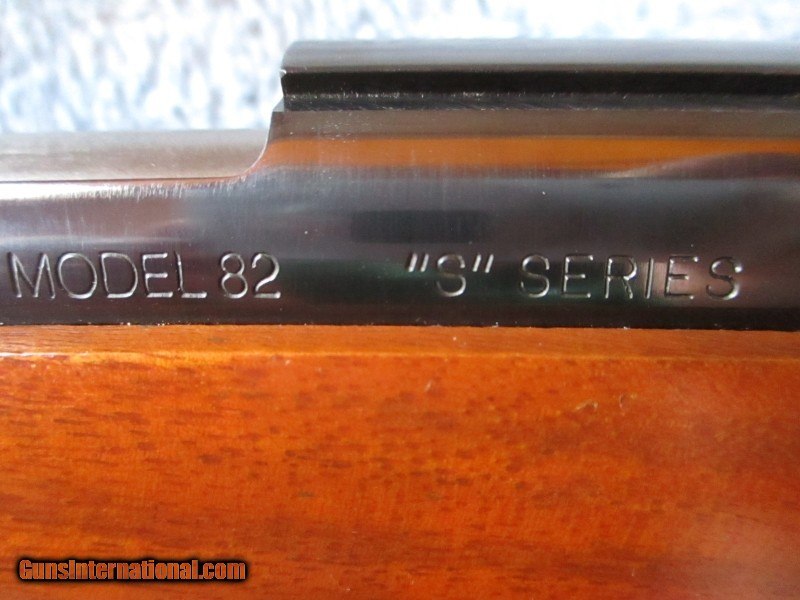 MODEL 82 "S" SERIES
GunsInternational.com